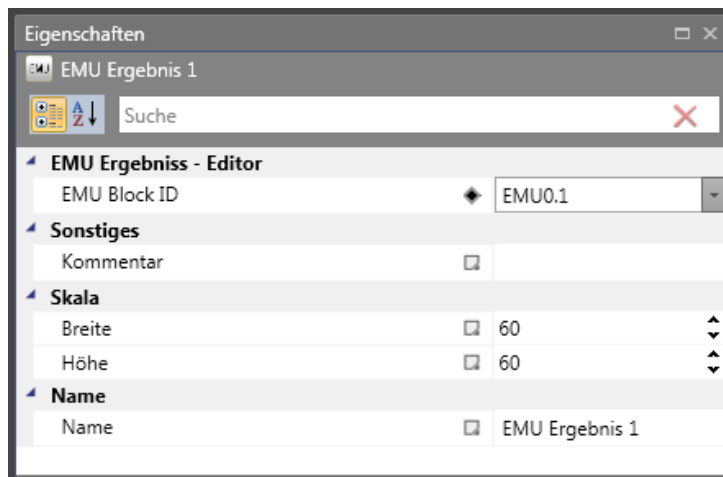 Eigenschaften
EMU EMU Ergebnis 1
A Z Suche
EMU Ergebniss - Editor
EMU Block ID EMU0.1
Sonstiges
Kommentar
Skala
Breite 60
Höhe 60
Name
Name EMU Ergebnis 1